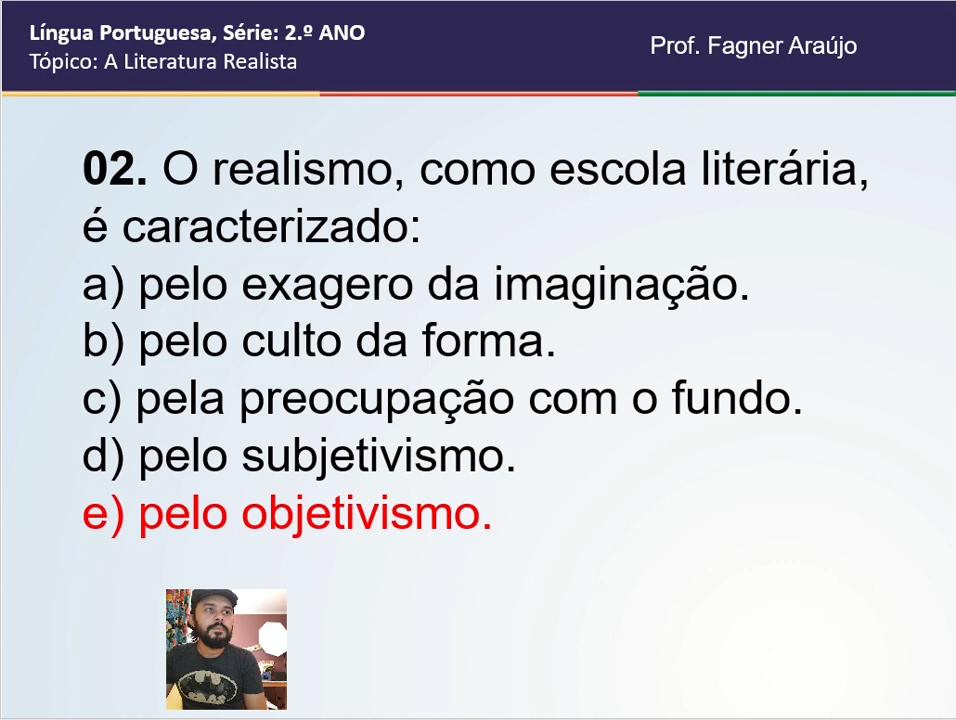 Língua Portuguesa, Série: 2.º ANO
Tópico: A Literatura Realista
Prof. Fagner Araújo
02. O realismo, como escola literária,
é caracterizado:
a) pelo exagero da imaginação.
b) pelo culto da forma.
c) pela preocupação com o fundo.
d) pelo subjetivismo.
e) pelo objetivismo.